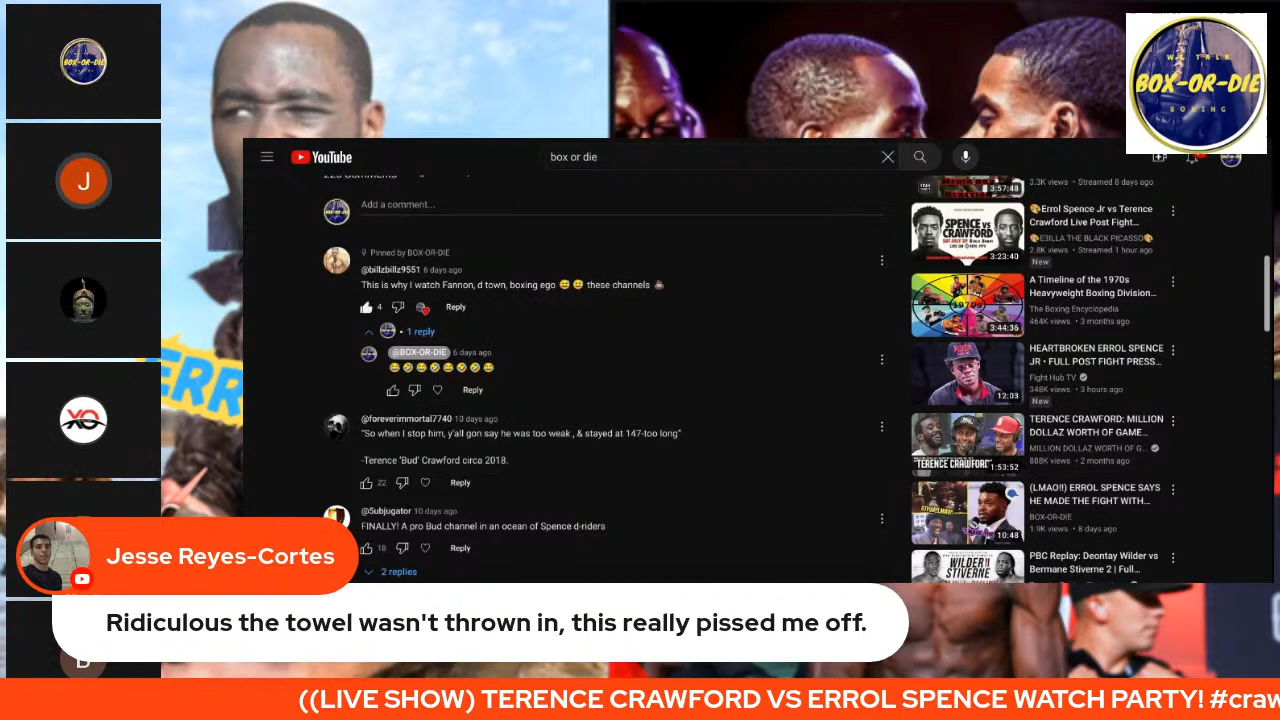 BOX-OR-DIE
J
XO
WE TALK
BOX-OR-DIE
BOXING
YouTube
box or die
Add a comment...
Pinned by BOX-OR-DIE
@billzbillz9551 6 days ago
This is why I watch Fannon, d town, boxing ego 😅 😅 these channels 💩
4
Reply
1 reply
@BOX-OR-DIE 6 days ago
😂🤣😂🤣😂🤣🤣😂
Reply
@foreverimmortal7740 10 days ago
"So when I stop him, y'all gon say he was too weak , & stayed at 147-too long"
-Terence 'Bud' Crawford circa 2018.
22
Reply
@5ubjugator 10 days ago
FINALLY! A pro Bud channel in an ocean of Spence d-riders
18
Reply
2 replies
3:57:48
3.3K views • Streamed 8 days ago
SPENCE VS CRAWFORD
3:23:40
🎨Errol Spence Jr vs Terence
Crawford Live Post Fight...
🎨E3ILLA THE BLACK PICASSO🎨
2.8K views • Streamed 1 hour ago
New
1970s
3:44:36
A Timeline of the 1970s
Heavyweight Boxing Division...
The Boxing Encyclopedia
464K views • 3 months ago
12:03
HEARTBROKEN ERROL SPENCE
JR • FULL POST FIGHT PRESS...
Fight Hub TV
348K views • 3 hours ago
New
"TERENCE CRAWFORD"
1:53:52
TERENCE CRAWFORD: MILLION
DOLLAZ WORTH OF GAME...
MILLION DOLLAZ WORTH OF G...
888K views • 2 months ago
10:48
(LMAO!!) ERROL SPENCE SAYS
HE MADE THE FIGHT WITH...
BOX-OR-DIE
1.9K views • 8 days ago
WILDER
STIVERNE
PBC Replay: Deontay Wilder vs
Bermane Stiverne 2 | Full...
ERR
Jesse Reyes-Cortes
Ridiculous the towel wasn't thrown in, this really pissed me off.
((LIVE SHOW) TERENCE CRAWFORD VS ERROL SPENCE WATCH PARTY! #craw